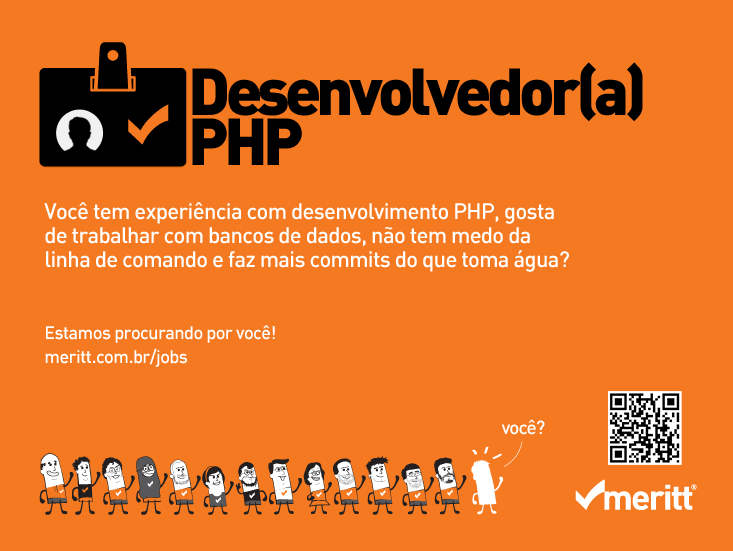 Desenvolvedor(a)
PHP
Você tem experiência com desenvolvimento PHP, gosta
de trabalhar com bancos de dados, não tem medo da
linha de comando e faz mais commits do que toma água?
Estamos procurando por você!
meritt.com.br/jobs
você?
meritt®